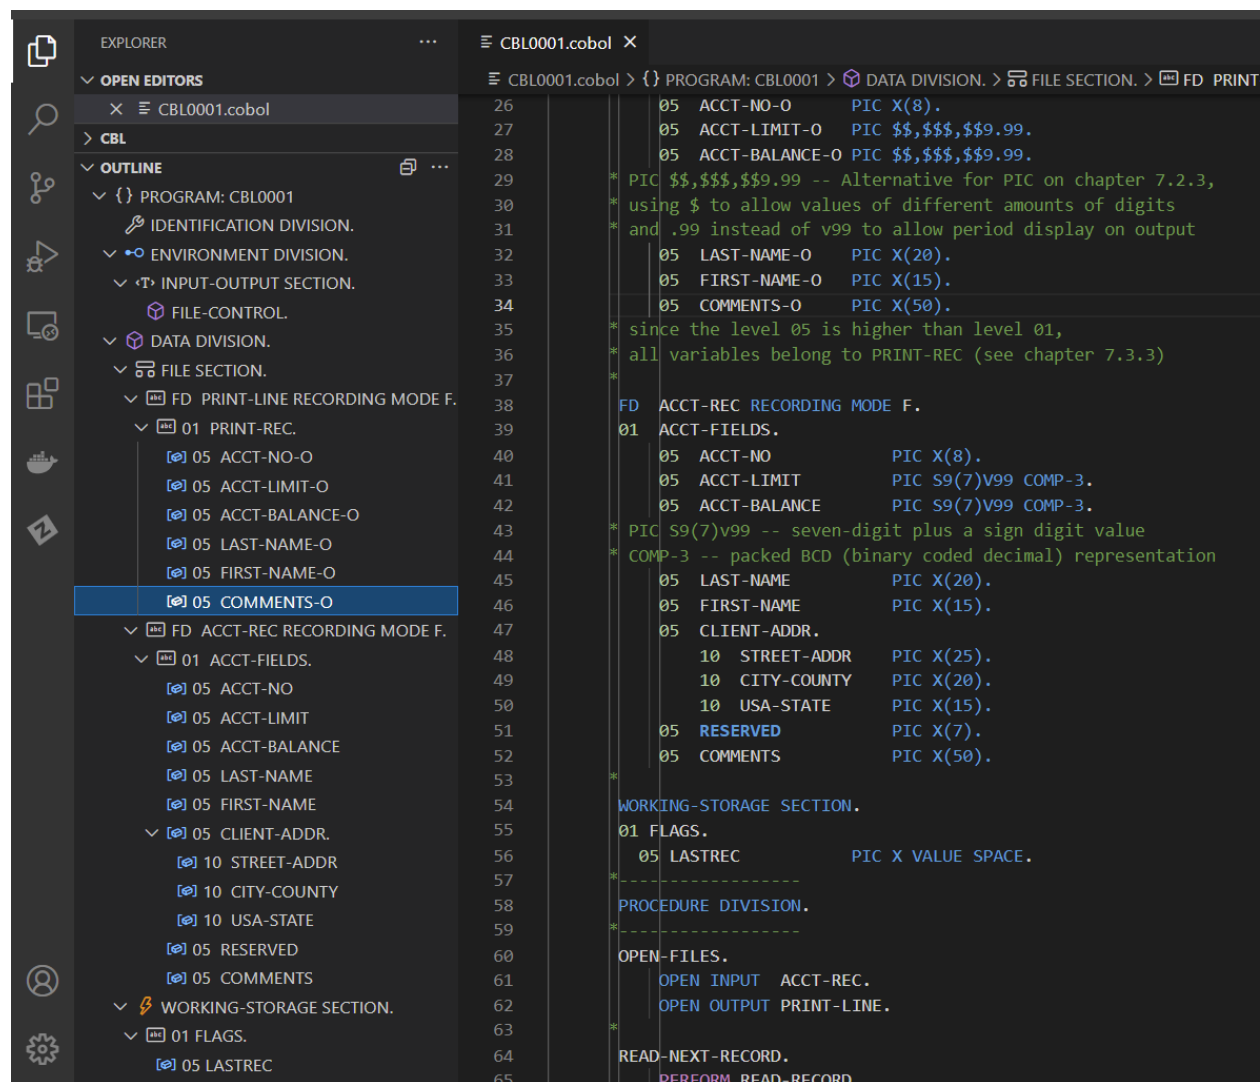 EXPLORER
OPEN EDITORS
CBL0001.cobol
CBL
OUTLINE
{} PROGRAM: CBL0001
IDENTIFICATION DIVISION.
ENVIRONMENT DIVISION.
INPUT-OUTPUT SECTION.
FILE-CONTROL.
DATA DIVISION.
FILE SECTION.
FD PRINT-LINE RECORDING MODE F.
01 PRINT-REC.
05 ACCT-NO-O
05 ACCT-LIMIT-O
05 ACCT-BALANCE-O
05 LAST-NAME-O
05 FIRST-NAME-O
05 COMMENTS-O
FD ACCT-REC RECORDING MODE F.
01 ACCT-FIELDS.
05 ACCT-NO
05 ACCT-LIMIT
05 ACCT-BALANCE
05 LAST-NAME
05 FIRST-NAME
05 CLIENT-ADDR.
10 STREET-ADDR
10 CITY-COUNTY
10 USA-STATE
05 RESERVED
05 COMMENTS
WORKING-STORAGE SECTION.
01 FLAGS.
05 LASTREC
CBL0001.cobol
CBL0001.cobol > {} PROGRAM: CBL0001 > DATA DIVISION. > FILE SECTION. > FD PRINT
26 05 ACCT-NO-O PIC X(8).
27 05 ACCT-LIMIT-O PIC $$,$$$,$$9.99.
28 05 ACCT-BALANCE-O PIC $$,$$$,$$9.99.
29 * PIC $$,$$$,$$9.99 -- Alternative for PIC on chapter 7.2.3,
30 * using $ to allow values of different amounts of digits
31 * and .99 instead of v99 to allow period display on output
32 05 LAST-NAME-O PIC X(20).
33 05 FIRST-NAME-O PIC X(15).
34 05 COMMENTS-O PIC X(50).
35 * since the level 05 is higher than level 01,
36 * all variables belong to PRINT-REC (see chapter 7.3.3)
37 *
38 FD ACCT-REC RECORDING MODE F.
39 01 ACCT-FIELDS.
40 05 ACCT-NO PIC X(8).
41 05 ACCT-LIMIT PIC S9(7)V99 COMP-3.
42 05 ACCT-BALANCE PIC S9(7)V99 COMP-3.
43 * PIC S9(7)v99 -- seven-digit plus a sign digit value
44 * COMP-3 -- packed BCD (binary coded decimal) representation
45 05 LAST-NAME PIC X(20).
46 05 FIRST-NAME PIC X(15).
47 05 CLIENT-ADDR.
48 10 STREET-ADDR PIC X(25).
49 10 CITY-COUNTY PIC X(20).
50 10 USA-STATE PIC X(15).
51 05 RESERVED PIC X(7).
52 05 COMMENTS PIC X(50).
53 *
54 WORKING-STORAGE SECTION.
55 01 FLAGS.
56 05 LASTREC PIC X VALUE SPACE.
57 *------------------
58 PROCEDURE DIVISION.
59 *------------------
60 OPEN-FILES.
61 OPEN INPUT ACCT-REC.
62 OPEN OUTPUT PRINT-LINE.
63 *
64 READ-NEXT-RECORD.
65 PERFORM READ-RECORD